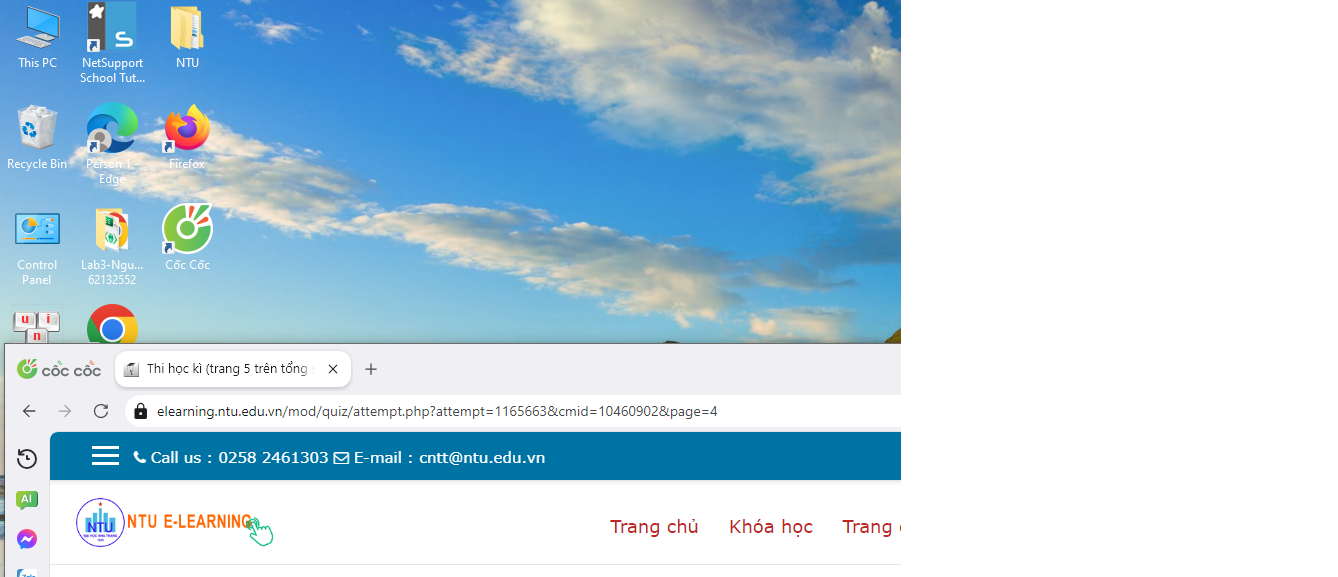 This PC
NetSupport
School Tut...
NTU
Recycle Bin
Person 1 -
Edge
Firefox
Control
Panel
Lab3-Ngu...
62132552
Cốc Cốc
u i
n
cốc cốc
Thi học kì (trang 5 trên tổng
elearning.ntu.edu.vn/mod/quiz/attempt.php?attempt=1165663&cmid=10460902&page=4
Call us : 0258 2461303 E-mail : cntt@ntu.edu.vn
AI
NTU
NTU E-LEARNING
Trang chủ
Khóa học
Trang